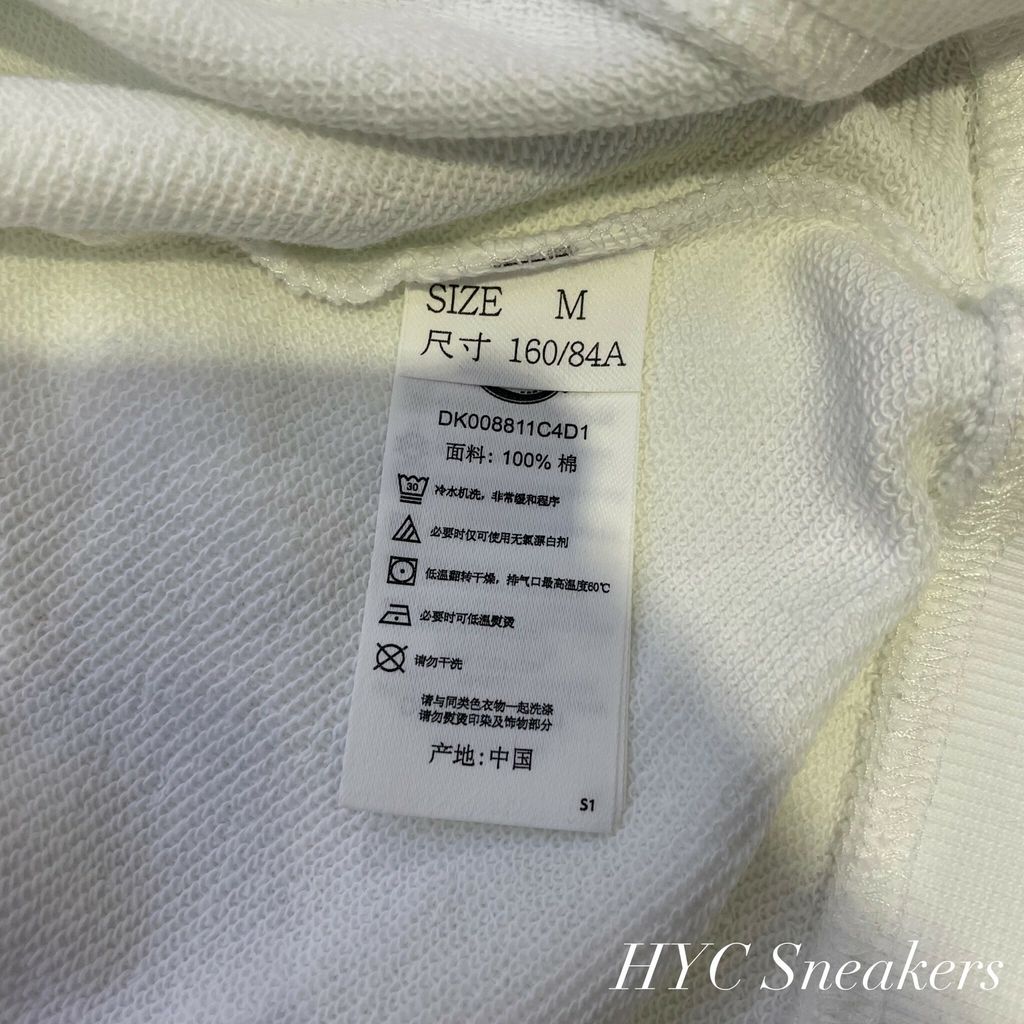 SIZE M
尺寸 160/84A
DK008811C4D1
面料: 100% 棉
30 冷水机洗，非常缓和程序
必要时仅可使用无氯漂白剂
低温翻转干燥，排气口最高温度60℃
必要时可低温熨烫
请勿干洗
请与同类色衣物一起洗涤
请勿熨烫印染及饰物部分
产地:中国
S1
HYC Sneakers